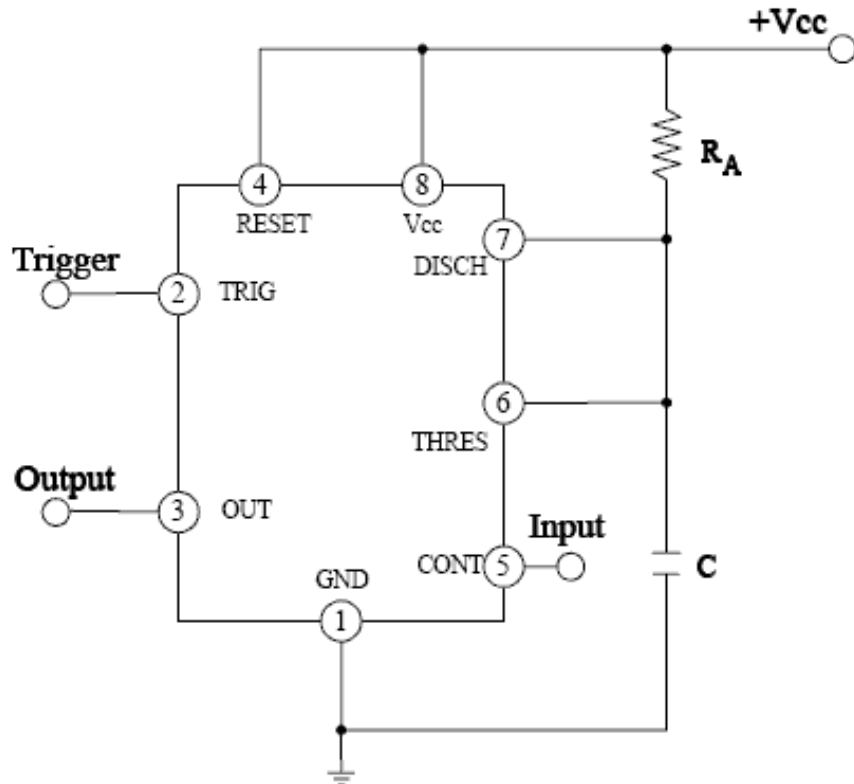 +Vcc
R_A
4
8
RESET
Vcc
7
DISCH
Trigger
2
TRIG
6
THRES
Output
3
OUT
Input
CONT
5
C
GND
1